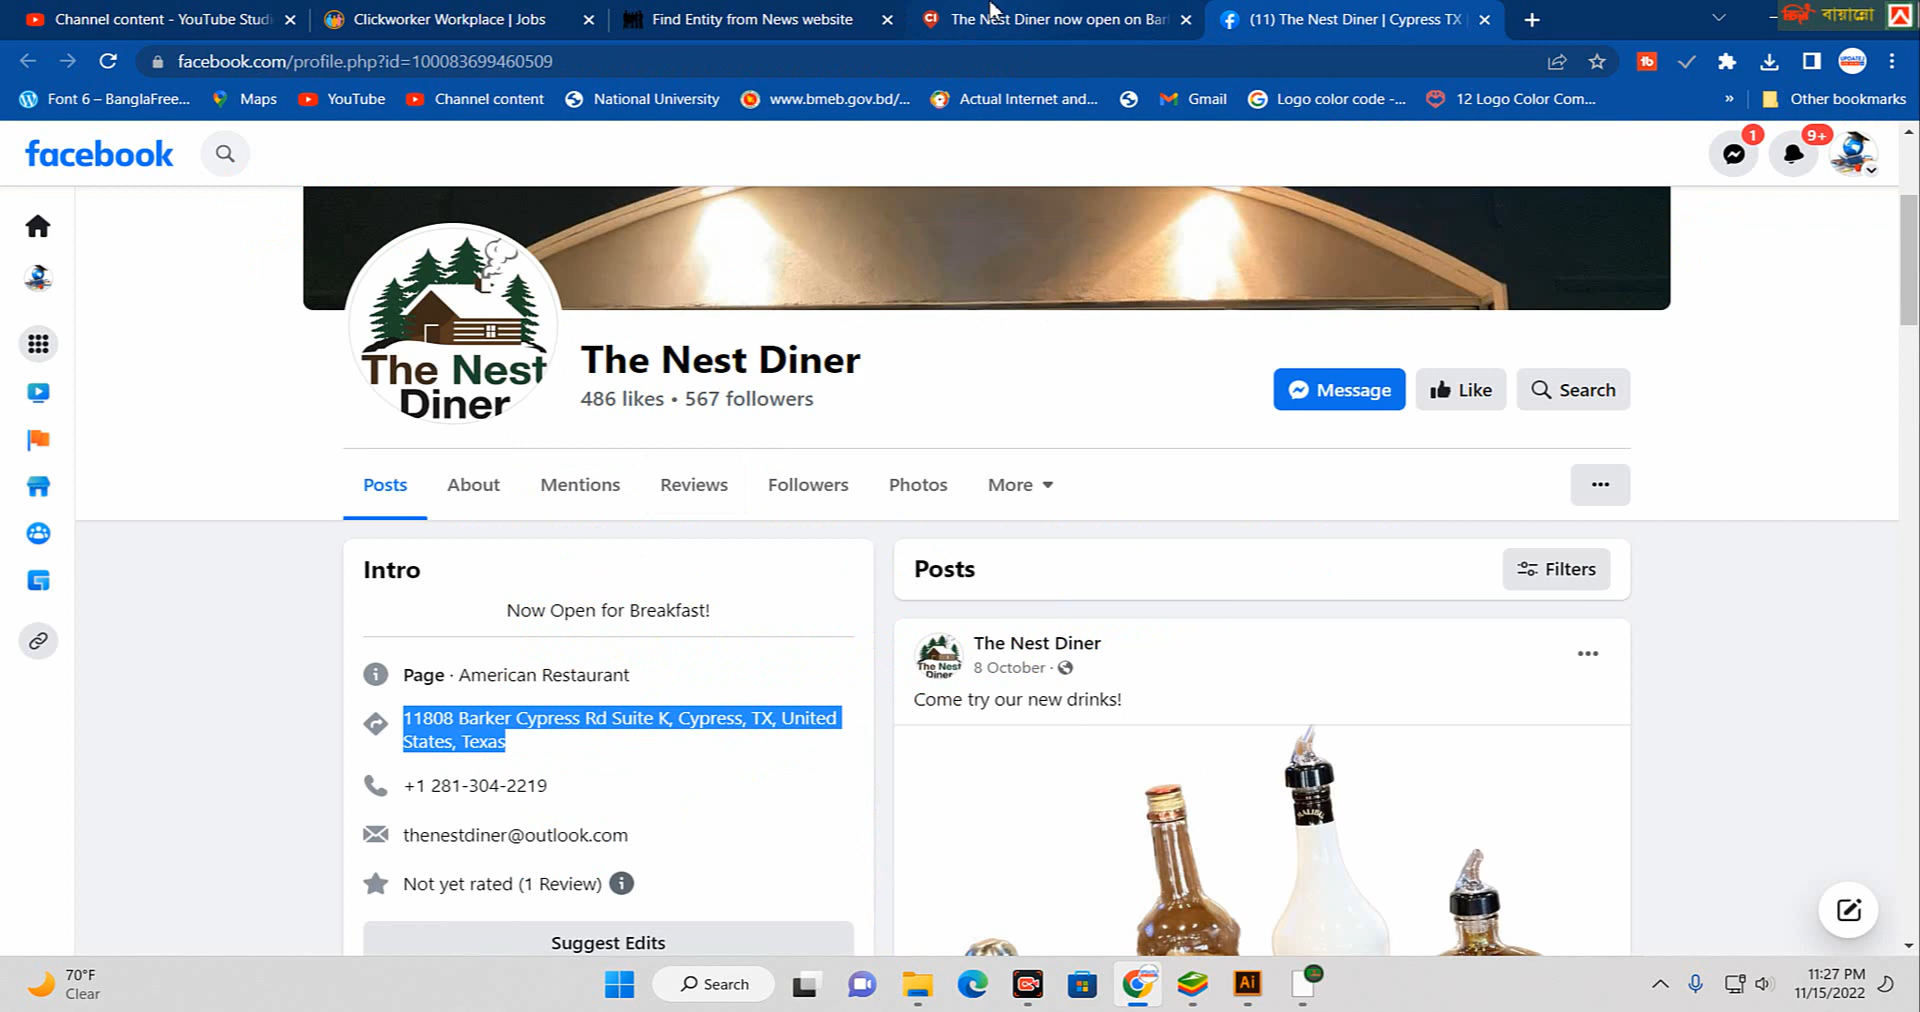 Channel content - YouTube Studi
Clickworker Workplace | Jobs
Find Entity from News website
The Nest Diner now open on Bar
(11) The Nest Diner | Cypress TX
বায়ান্নো
facebook.com/profile.php?id=100083699460509
Font 6 – BanglaFree...
Maps
YouTube
Channel content
National University
www.bmeb.gov.bd/...
Actual Internet and...
Gmail
Logo color code -...
12 Logo Color Com...
»
Other bookmarks
facebook
1
9+
The Nest
Diner
The Nest Diner
486 likes • 567 followers
Message
Like
Search
Posts
About
Mentions
Reviews
Followers
Photos
More
Intro
Now Open for Breakfast!
Page · American Restaurant
11808 Barker Cypress Rd Suite K, Cypress, TX, United
States, Texas
+1 281-304-2219
thenestdiner@outlook.com
Not yet rated (1 Review)
Suggest Edits
Posts
Filters
The Nest
Diner
The Nest Diner
8 October ·
Come try our new drinks!
MALIBU
70°F
Clear
Search
Ai
11:27 PM
11/15/2022